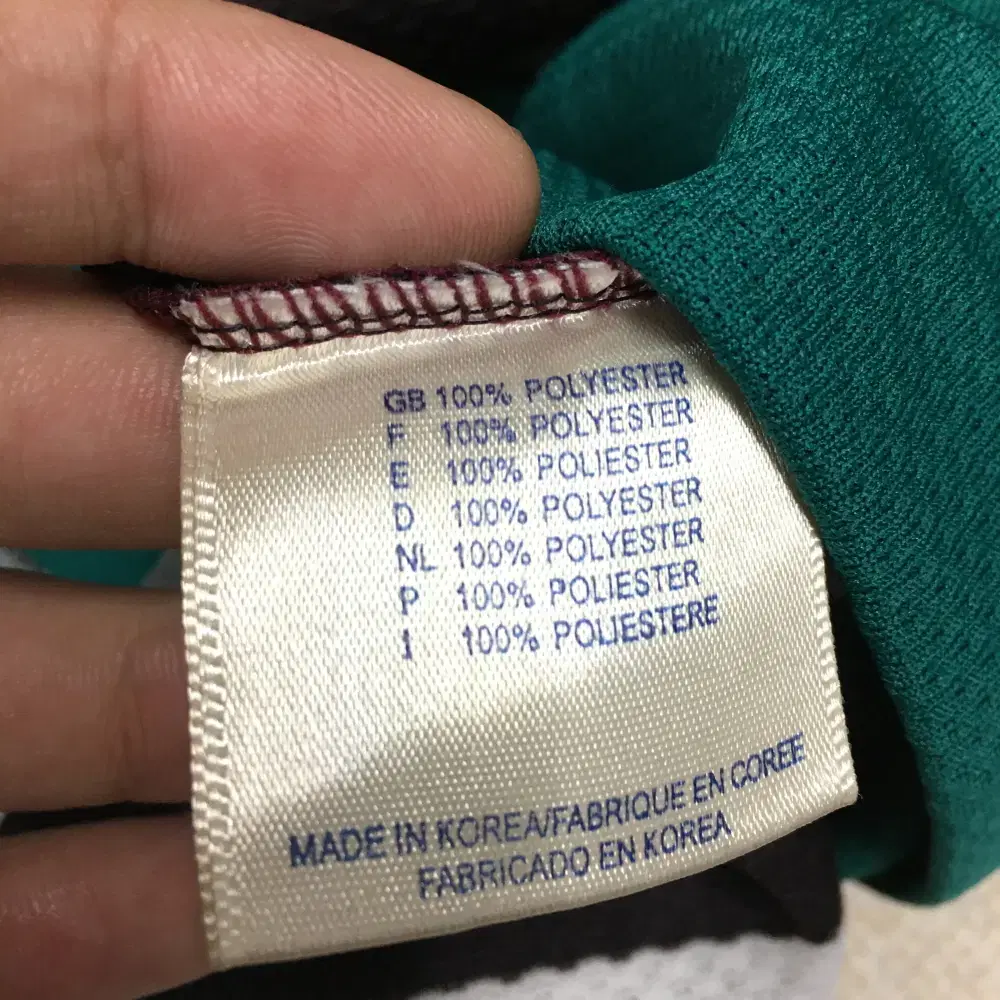 GB 100% POLYESTER
F 100% POLYESTER
E 100% POLIESTER
D 100% POLYESTER
NL 100% POLYESTER
P 100% POLIESTER
I 100% POLIESTERE
MADE IN KOREA/FABRIQUE EN COREE
FABRICADO EN KOREA